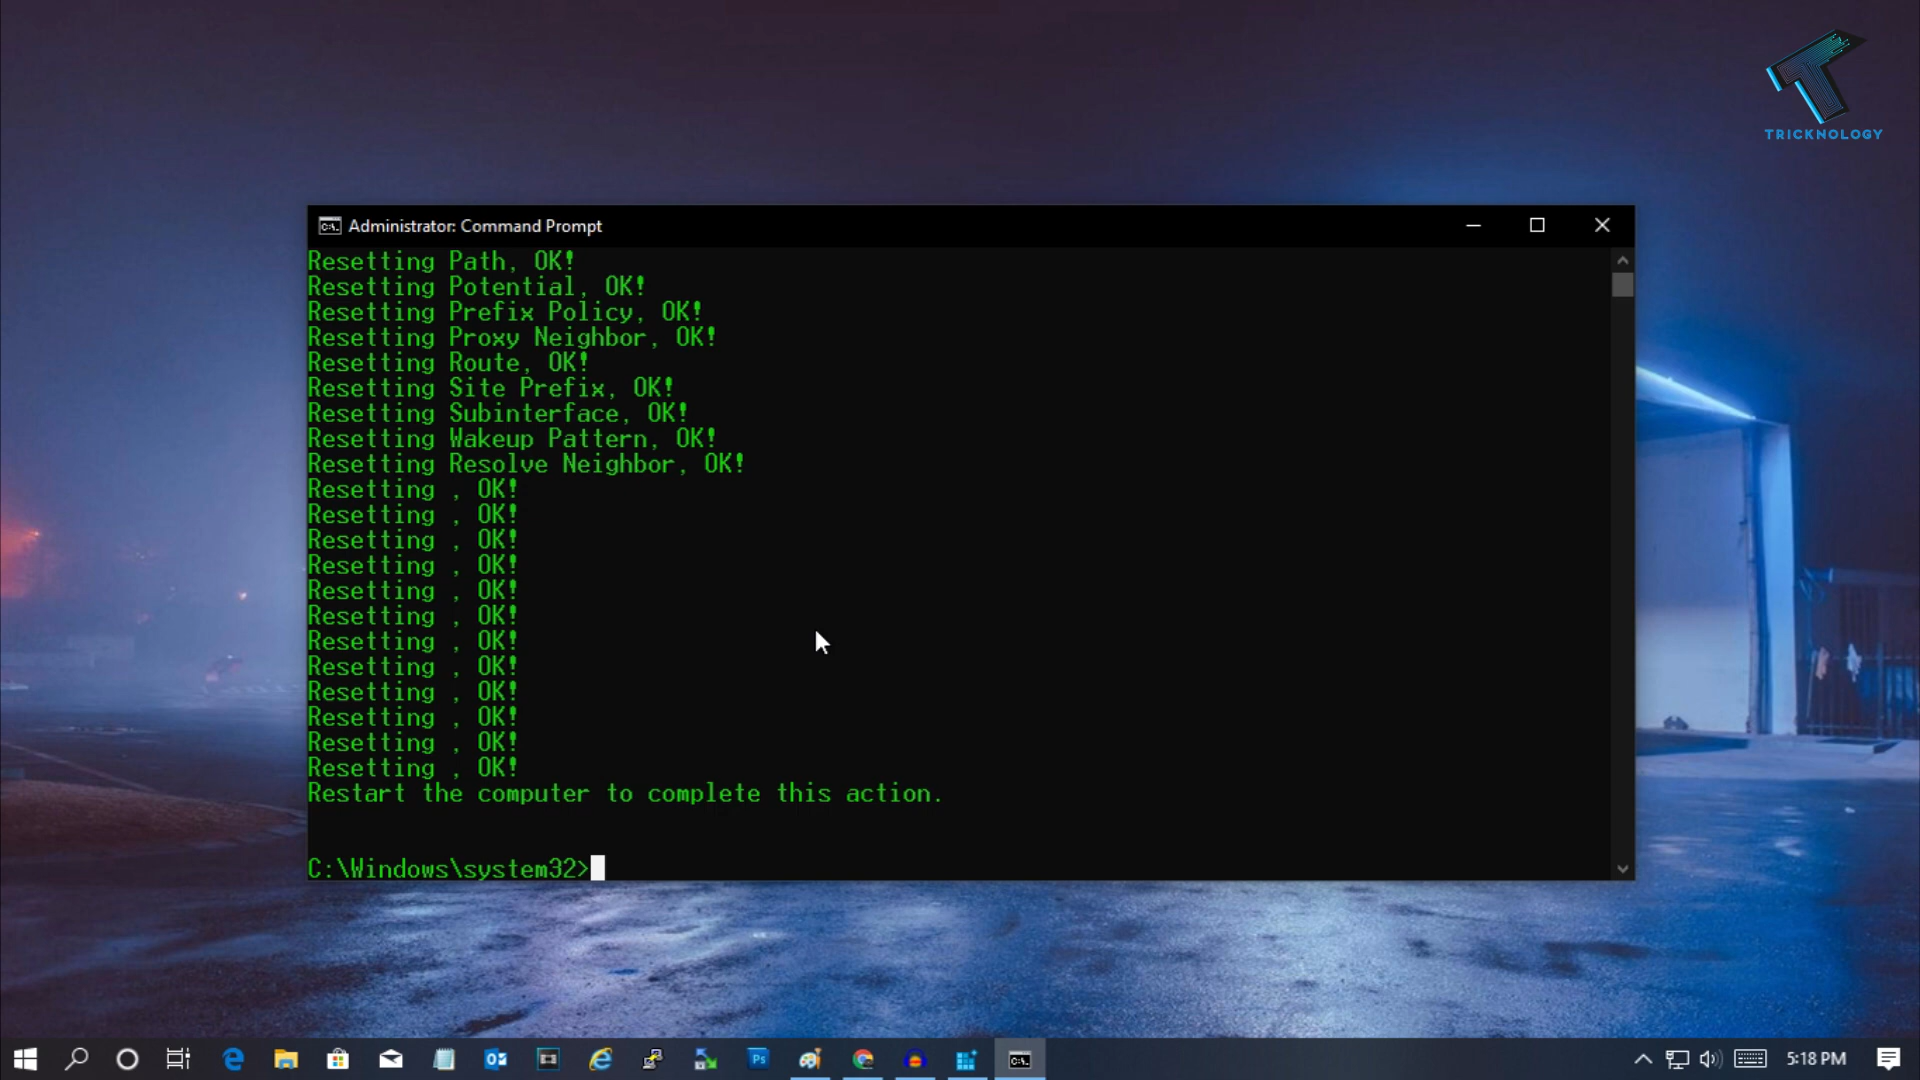 TRICKNOLOGY
Administrator: Command Prompt
Resetting Path, OK!
Resetting Potential, OK!
Resetting Prefix Policy, OK!
Resetting Proxy Neighbor, OK!
Resetting Route, OK!
Resetting Site Prefix, OK!
Resetting Subinterface, OK!
Resetting Wakeup Pattern, OK!
Resetting Resolve Neighbor, OK!
Resetting , OK!
Resetting , OK!
Resetting , OK!
Resetting , OK!
Resetting , OK!
Resetting , OK!
Resetting , OK!
Resetting , OK!
Resetting , OK!
Resetting , OK!
Resetting , OK!
Resetting , OK!
Restart the computer to complete this action.
C:\Windows\system32>
5:18 PM